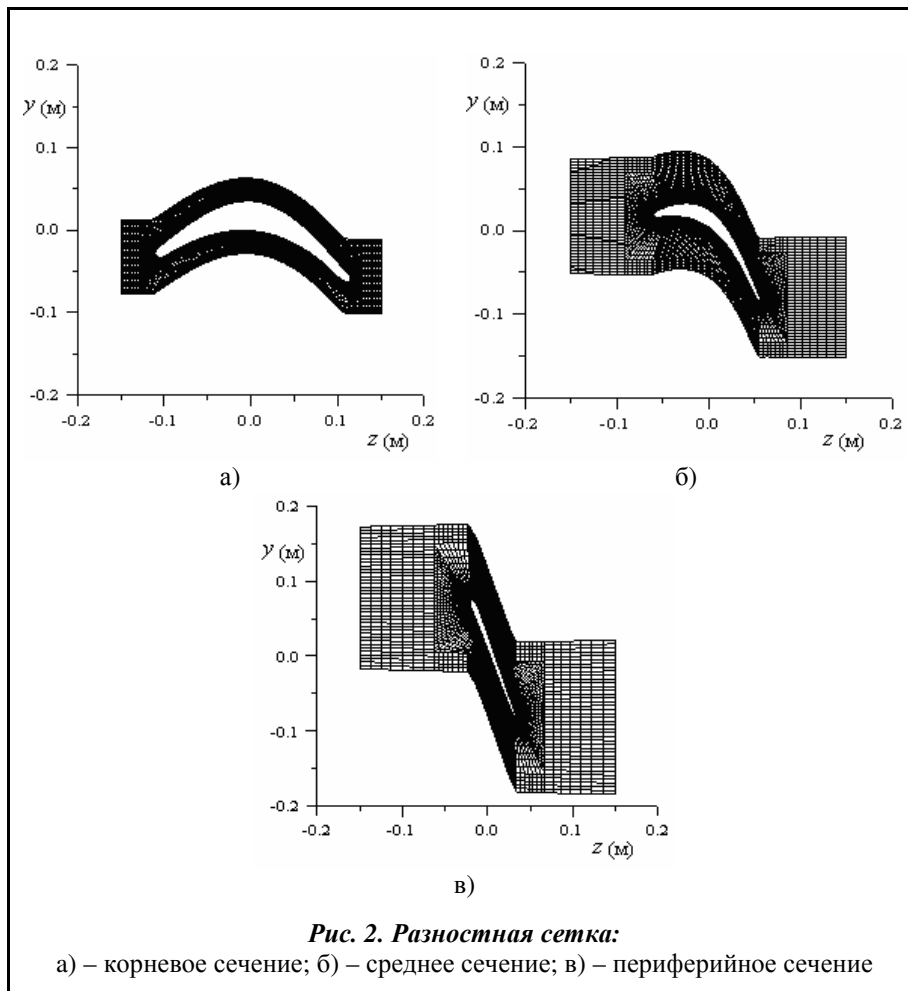 0.2
y (м)
0.1
0.0
-0.1
-0.2
-0.2 -0.1 0.0 0.1 0.2
z (м)
а)
0.2
y (м)
0.1
0.0
-0.1
-0.2
-0.2 -0.1 0.0 0.1 0.2
z (м)
б)
0.2
y (м)
0.1
0.0
-0.1
-0.2
-0.2 -0.1 0.0 0.1 0.2
z (м)
в)
Рис. 2. Разностная сетка:
а) – корневое сечение; б) – среднее сечение; в) – периферийное сечение